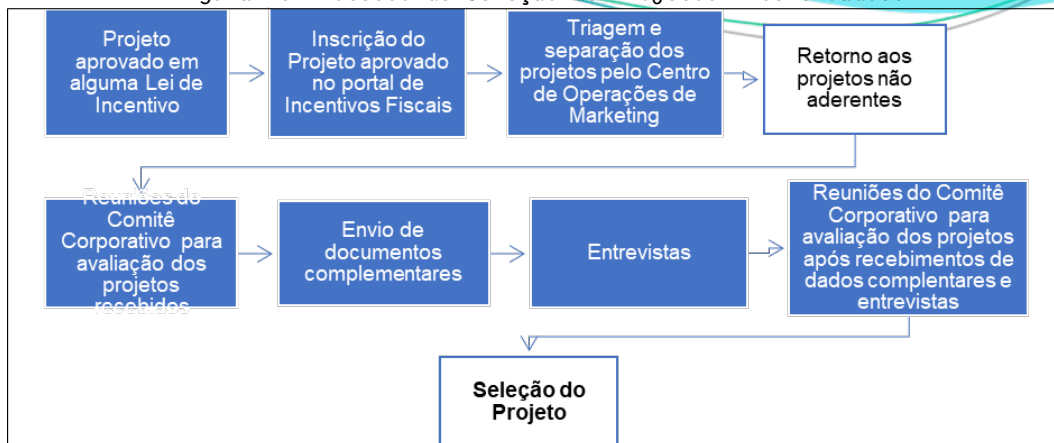 Projeto
aprovado em
alguma Lei de
Incentivo
Inscrição do
Projeto aprovado
no portal de
Incentivos Fiscais
Triagem e
separação dos
projetos pelo Centro
de Operações de
Marketing
Retorno aos
projetos não
aderentes
Reuniões do
Comitê
Corporativo para
avaliação dos
projetos
recebidos
Envio de
documentos
complementares
Entrevistas
Reuniões do Comitê
Corporativo para
avaliação dos projetos
após recebimentos de
dados complentares e
entrevistas
Seleção do
Projeto